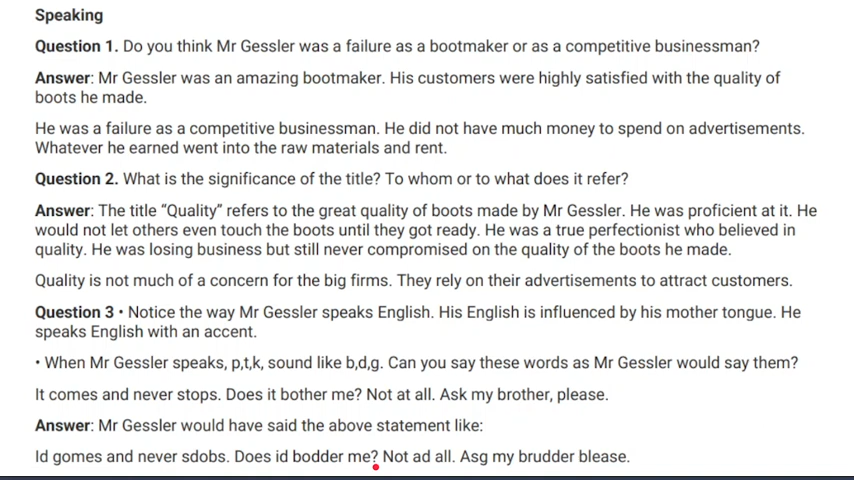 Speaking
Question 1. Do you think Mr Gessler was a failure as a bootmaker or as a competitive businessman?
Answer: Mr Gessler was an amazing bootmaker. His customers were highly satisfied with the quality of
boots he made.
He was a failure as a competitive businessman. He did not have much money to spend on advertisements.
Whatever he earned went into the raw materials and rent.
Question 2. What is the significance of the title? To whom or to what does it refer?
Answer: The title “Quality” refers to the great quality of boots made by Mr Gessler. He was proficient at it. He
would not let others even touch the boots until they got ready. He was a true perfectionist who believed in
quality. He was losing business but still never compromised on the quality of the boots he made.
Quality is not much of a concern for the big firms. They rely on their advertisements to attract customers.
Question 3 • Notice the way Mr Gessler speaks English. His English is influenced by his mother tongue. He
speaks English with an accent.
• When Mr Gessler speaks, p,t,k, sound like b,d,g. Can you say these words as Mr Gessler would say them?
It comes and never stops. Does it bother me? Not at all. Ask my brother, please.
Answer: Mr Gessler would have said the above statement like:
Id gomes and never sdobs. Does id bodder me? Not ad all. Asg my brudder blease.